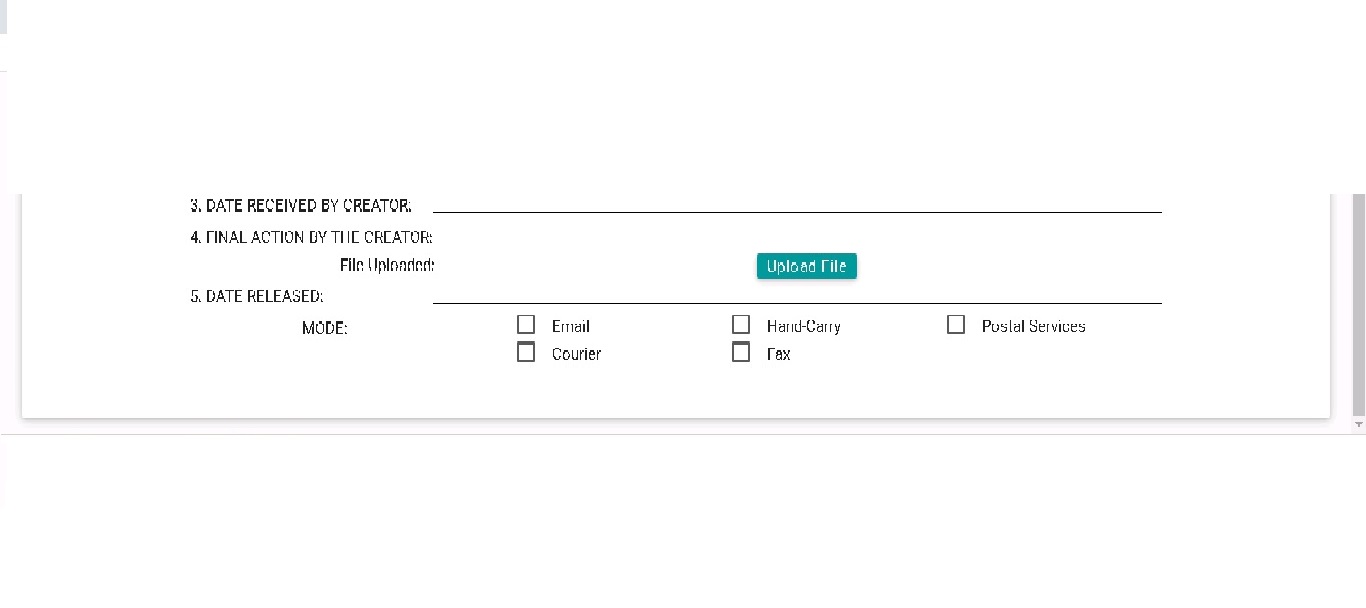 3. DATE RECEIVED BY CREATOR:
4. FINAL ACTION BY THE CREATOR:
File Uploaded:
Upload File
5. DATE RELEASED:
MODE:
Email
Hand-Carry
Postal Services
Courier
Fax